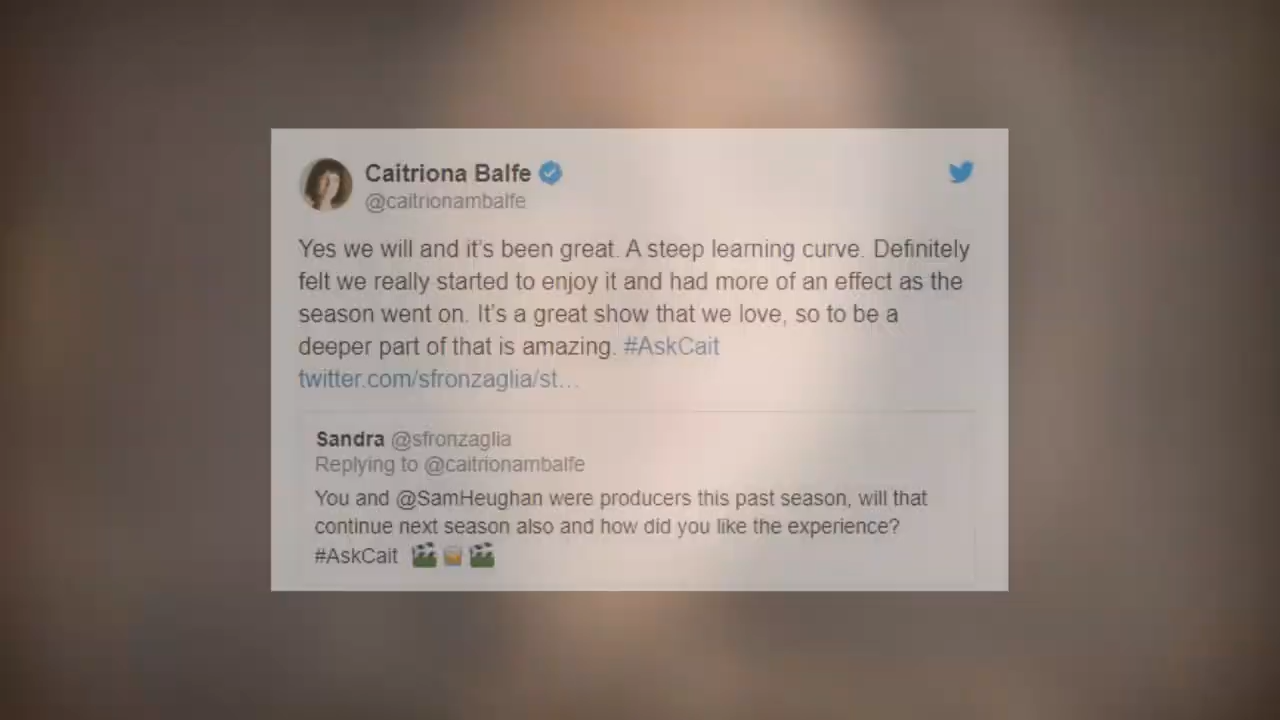 Caitriona Balfe
@caitrionambalfe
Yes we will and it's been great. A steep learning curve. Definitely
felt we really started to enjoy it and had more of an effect as the
season went on. It's a great show that we love, so to be a
deeper part of that is amazing. #AskCait
twitter.com/sfronzaglia/st…
Sandra @sfronzaglia
Replying to @caitrionambalfe
You and @SamHeughan were producers this past season, will that
continue next season also and how did you like the experience?
#AskCait 🎬🥃🎬